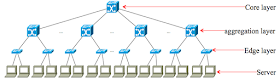 Core layer
aggregation layer
Edge layer
Server